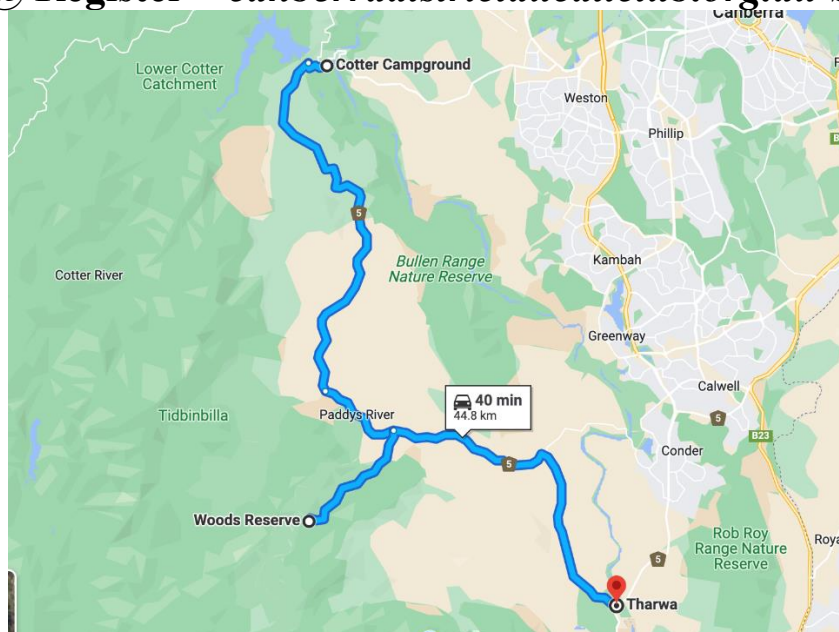 Register
Canberra
Cotter Campground
Lower Cotter
Catchment
Weston
Phillip
5
Bullen Range
Nature Reserve
Kambah
Cotter River
Greenway
40 min
44.8 km
Calwell
5
Tidbinbilla
Paddys River
B23
5
Conder
Woods Reserve
Rob Roy
Range Nature
Reserve
5
Tharwa